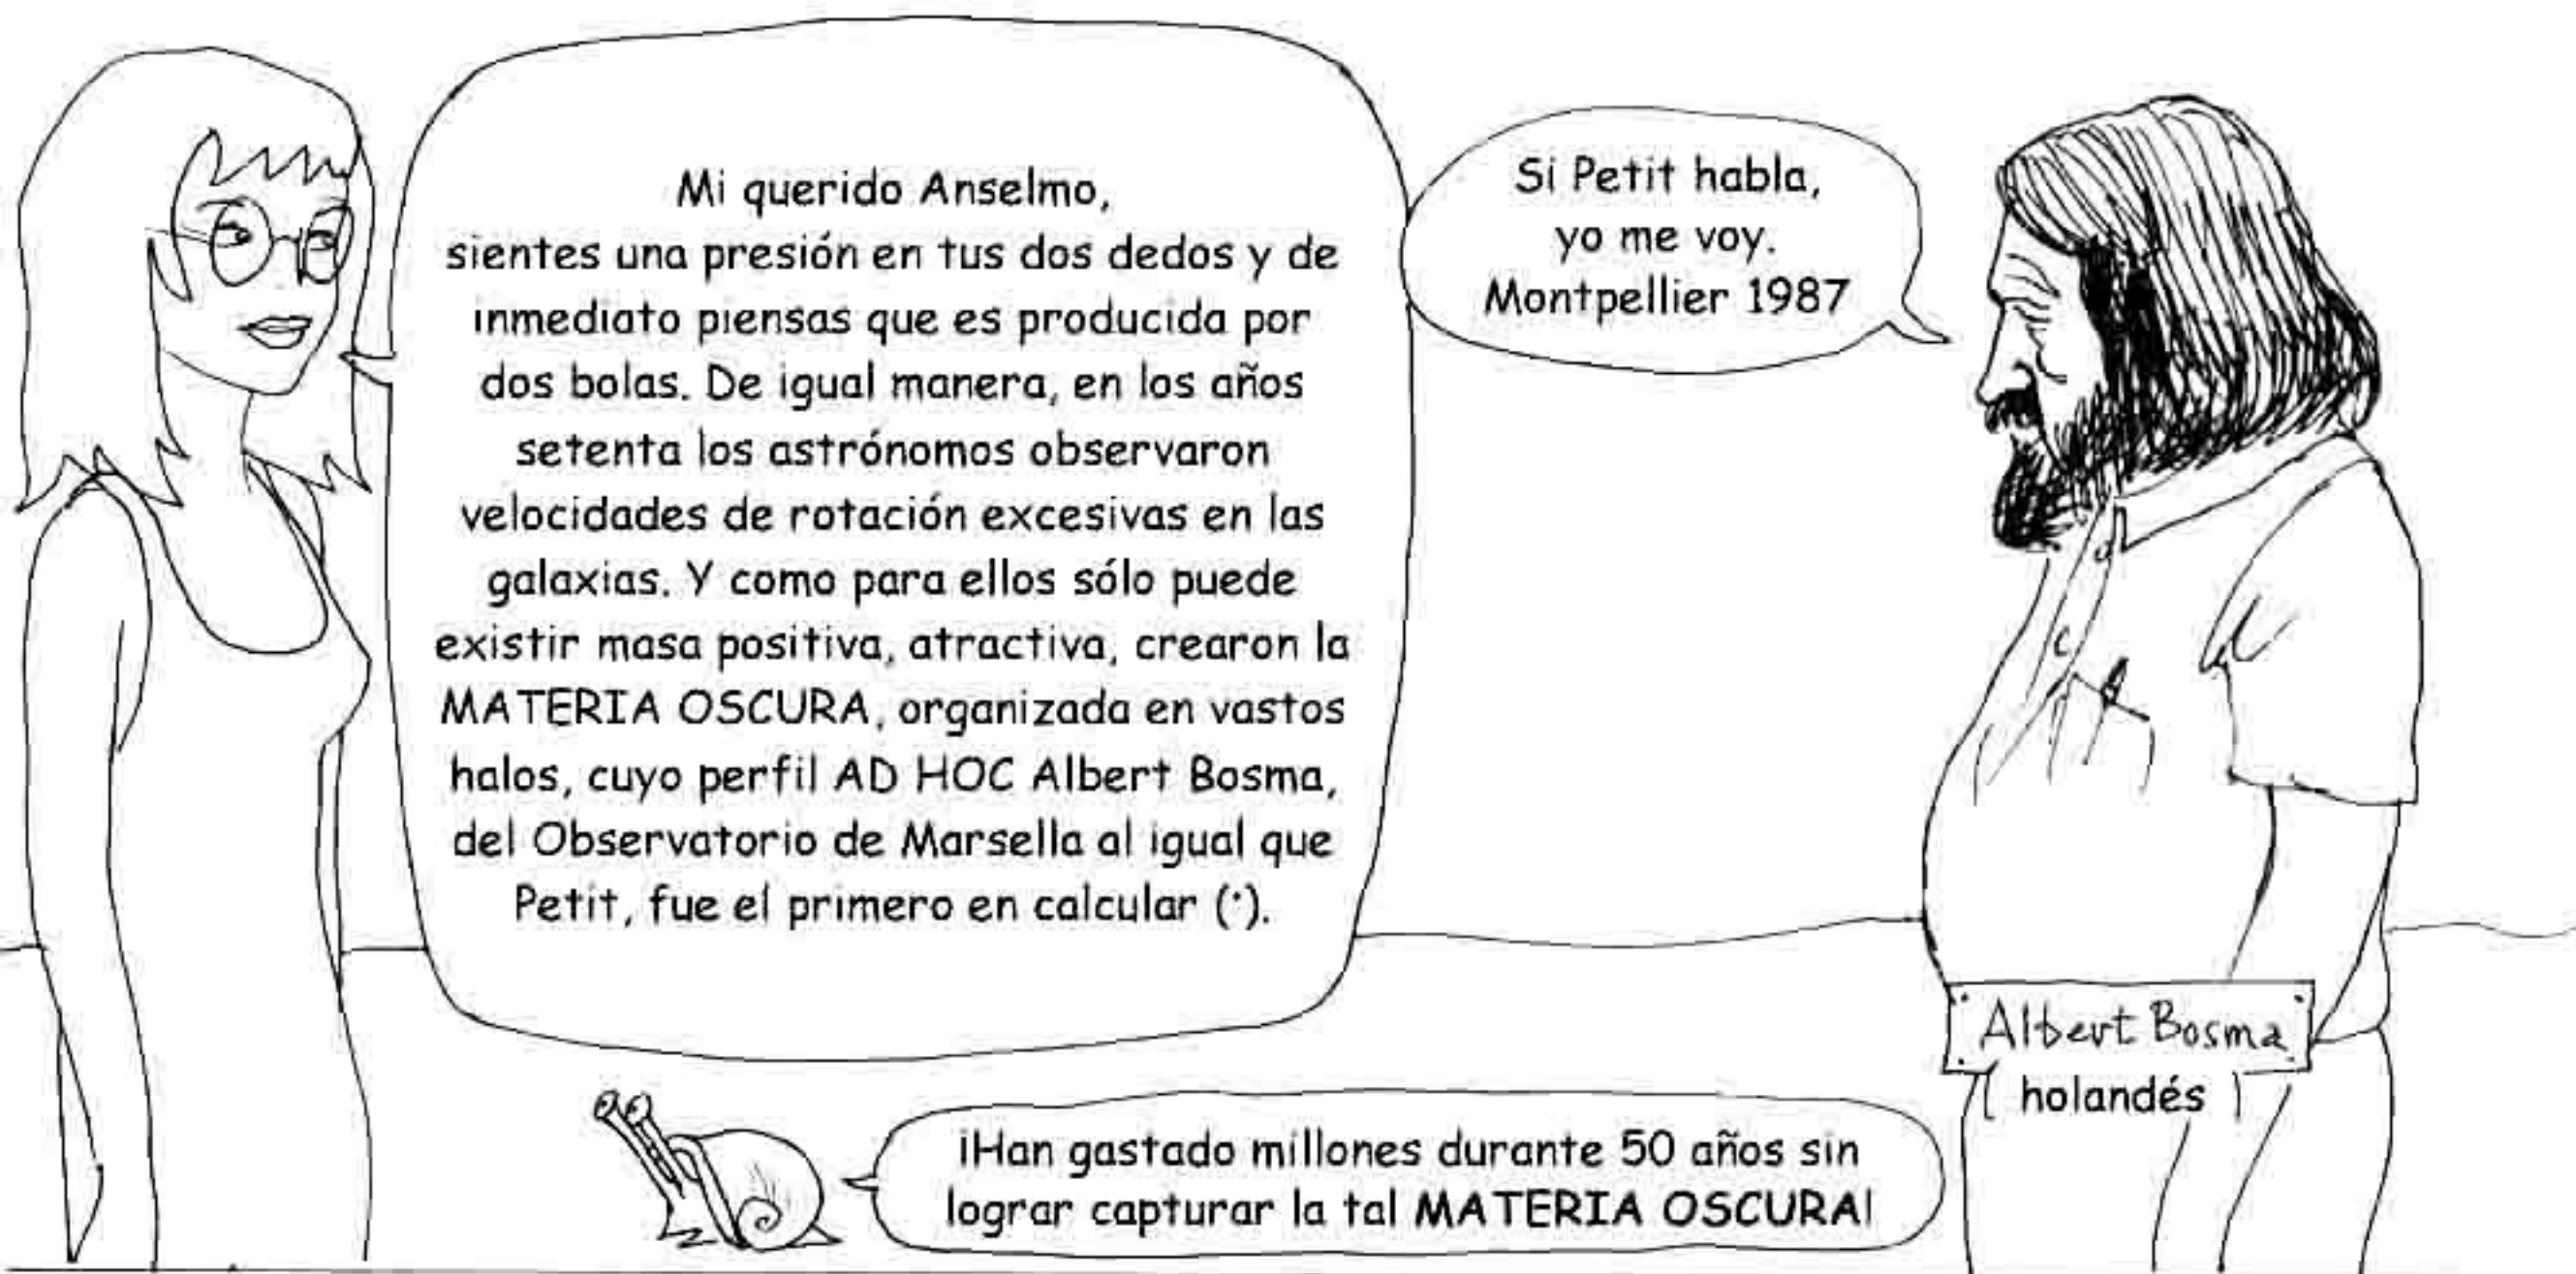 Mi querido Anselmo,
sientes una presión en tus dos dedos y de
inmediato piensas que es producida por
dos bolas. De igual manera, en los años
setenta los astrónomos observaron
velocidades de rotación excesivas en las
galaxias. Y como para ellos sólo puede
existir masa positiva, atractiva, crearon la
MATERIA OSCURA, organizada en vastos
halos, cuyo perfil AD HOC Albert Bosma,
del Observatorio de Marsella al igual que
Petit, fue el primero en calcular (*).
Si Petit habla,
yo me voy.
Montpellier 1987
Albert Bosma
( holandés )
¡Han gastado millones durante 50 años sin
lograr capturar la tal MATERIA OSCURA!